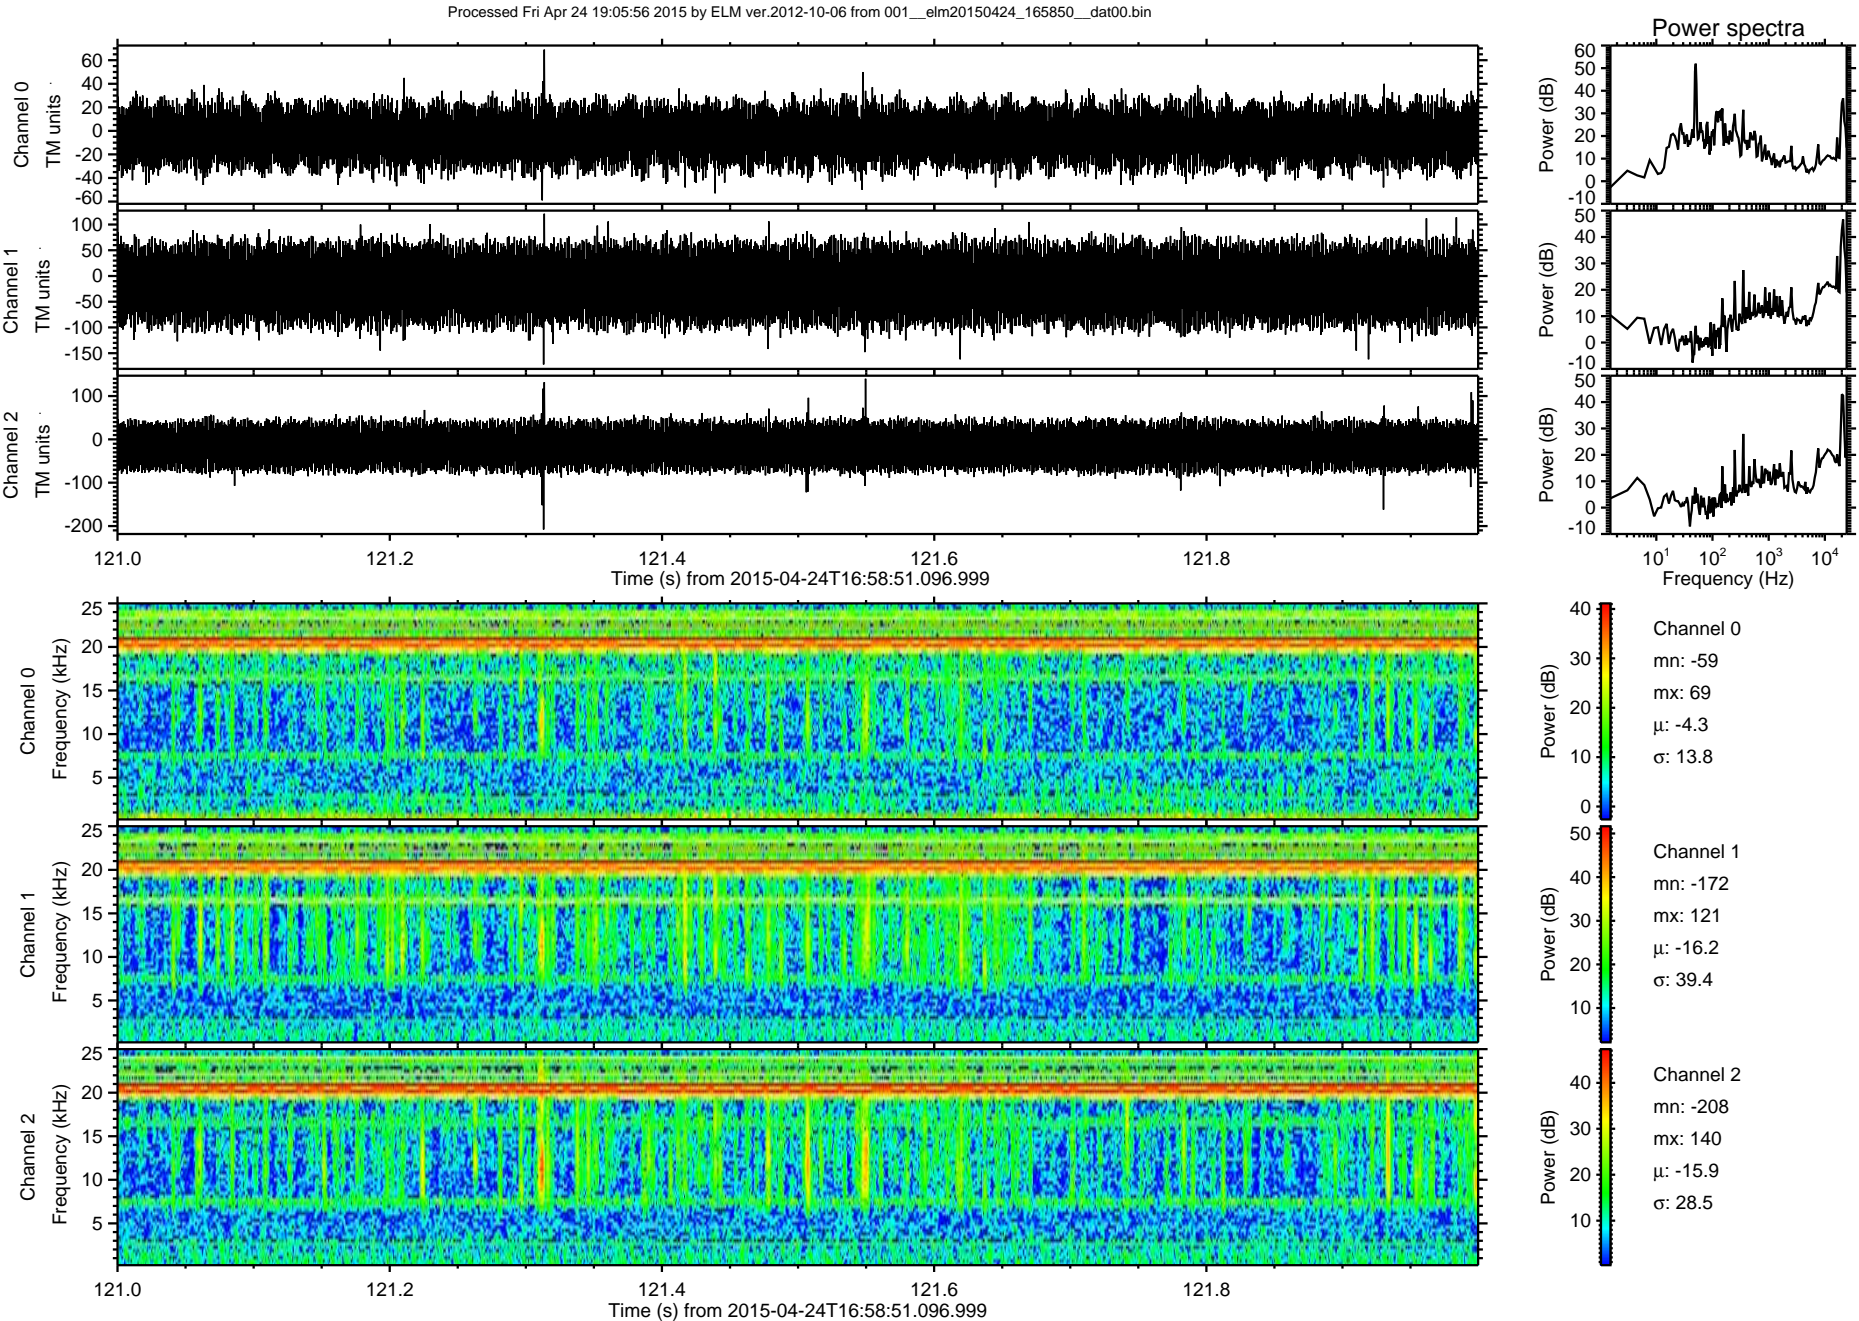 Processed Fri Apr 24 19:05:56 2015 by ELM ver.2012-10-06 from 001__elm20150424_165850__dat00.bin
Power spectra
Channel 0
TM units
60
40
20
0
-20
-40
-60
Power (dB)
60
50
40
30
20
10
0
-10
Channel 1
TM units
100
50
0
-50
-100
-150
Power (dB)
50
40
30
20
10
0
-10
Channel 2
TM units
100
0
-100
-200
Power (dB)
50
40
30
20
10
0
-10
121.0 121.2 121.4 121.6 121.8
Time (s) from 2015-04-24T16:58:51.096.999
10¹ 10² 10³ 10⁴
Frequency (Hz)
Channel 0
Frequency (kHz)
25
20
15
10
5
Power (dB)
40
30
20
10
0
Channel 0
mn: -59
mx: 69
μ: -4.3
σ: 13.8
Channel 1
Frequency (kHz)
25
20
15
10
5
Power (dB)
50
40
30
20
10
Channel 1
mn: -172
mx: 121
μ: -16.2
σ: 39.4
Channel 2
Frequency (kHz)
25
20
15
10
5
Power (dB)
40
30
20
10
Channel 2
mn: -208
mx: 140
μ: -15.9
σ: 28.5
121.0 121.2 121.4 121.6 121.8
Time (s) from 2015-04-24T16:58:51.096.999